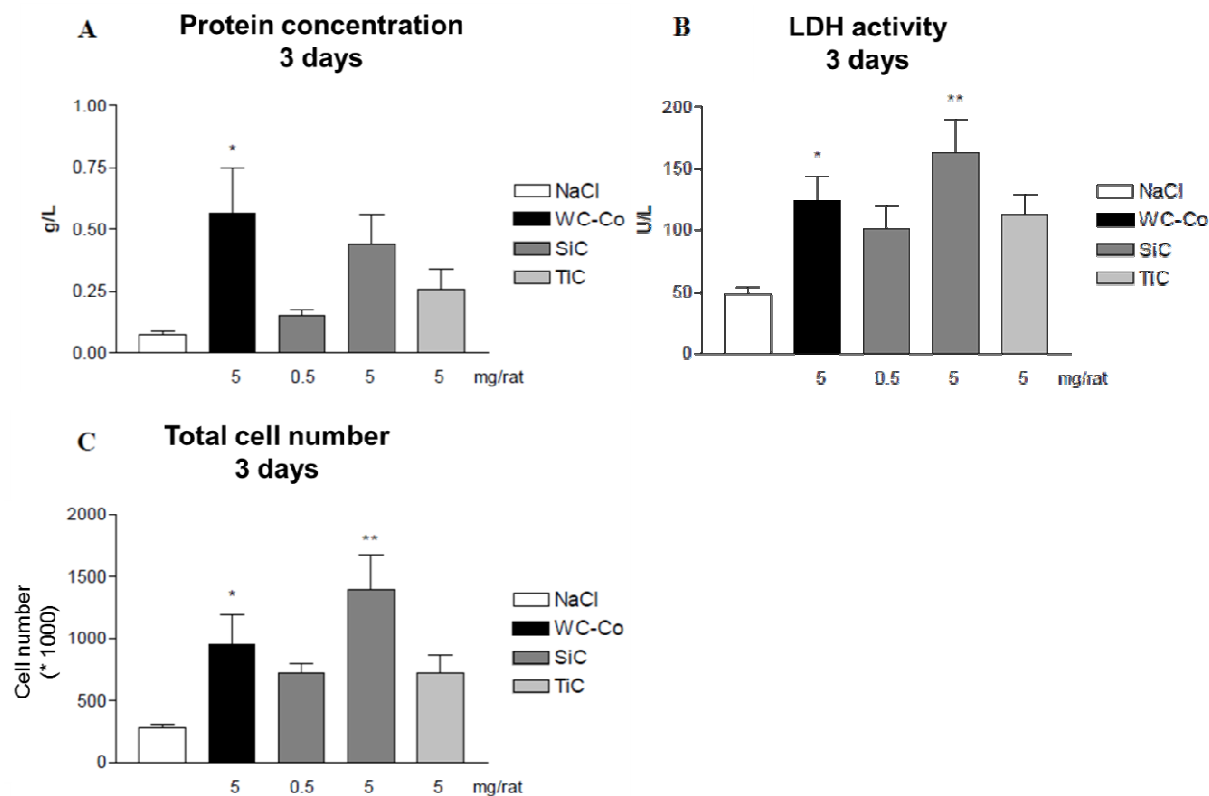 A Protein concentration
3 days
1.00
0.75
0.50
0.25
0.00
g/L
*
5 0.5 5 5 mg/rat
NaCl
WC-Co
SiC
TiC
B LDH activity
3 days
200
150
100
50
0
U/L
*
**
5 0.5 5 5 mg/rat
NaCl
WC-Co
SiC
TiC
C Total cell number
3 days
2000
1500
1000
500
0
Cell number
(* 1000)
*
**
5 0.5 5 5 mg/rat
NaCl
WC-Co
SiC
TiC